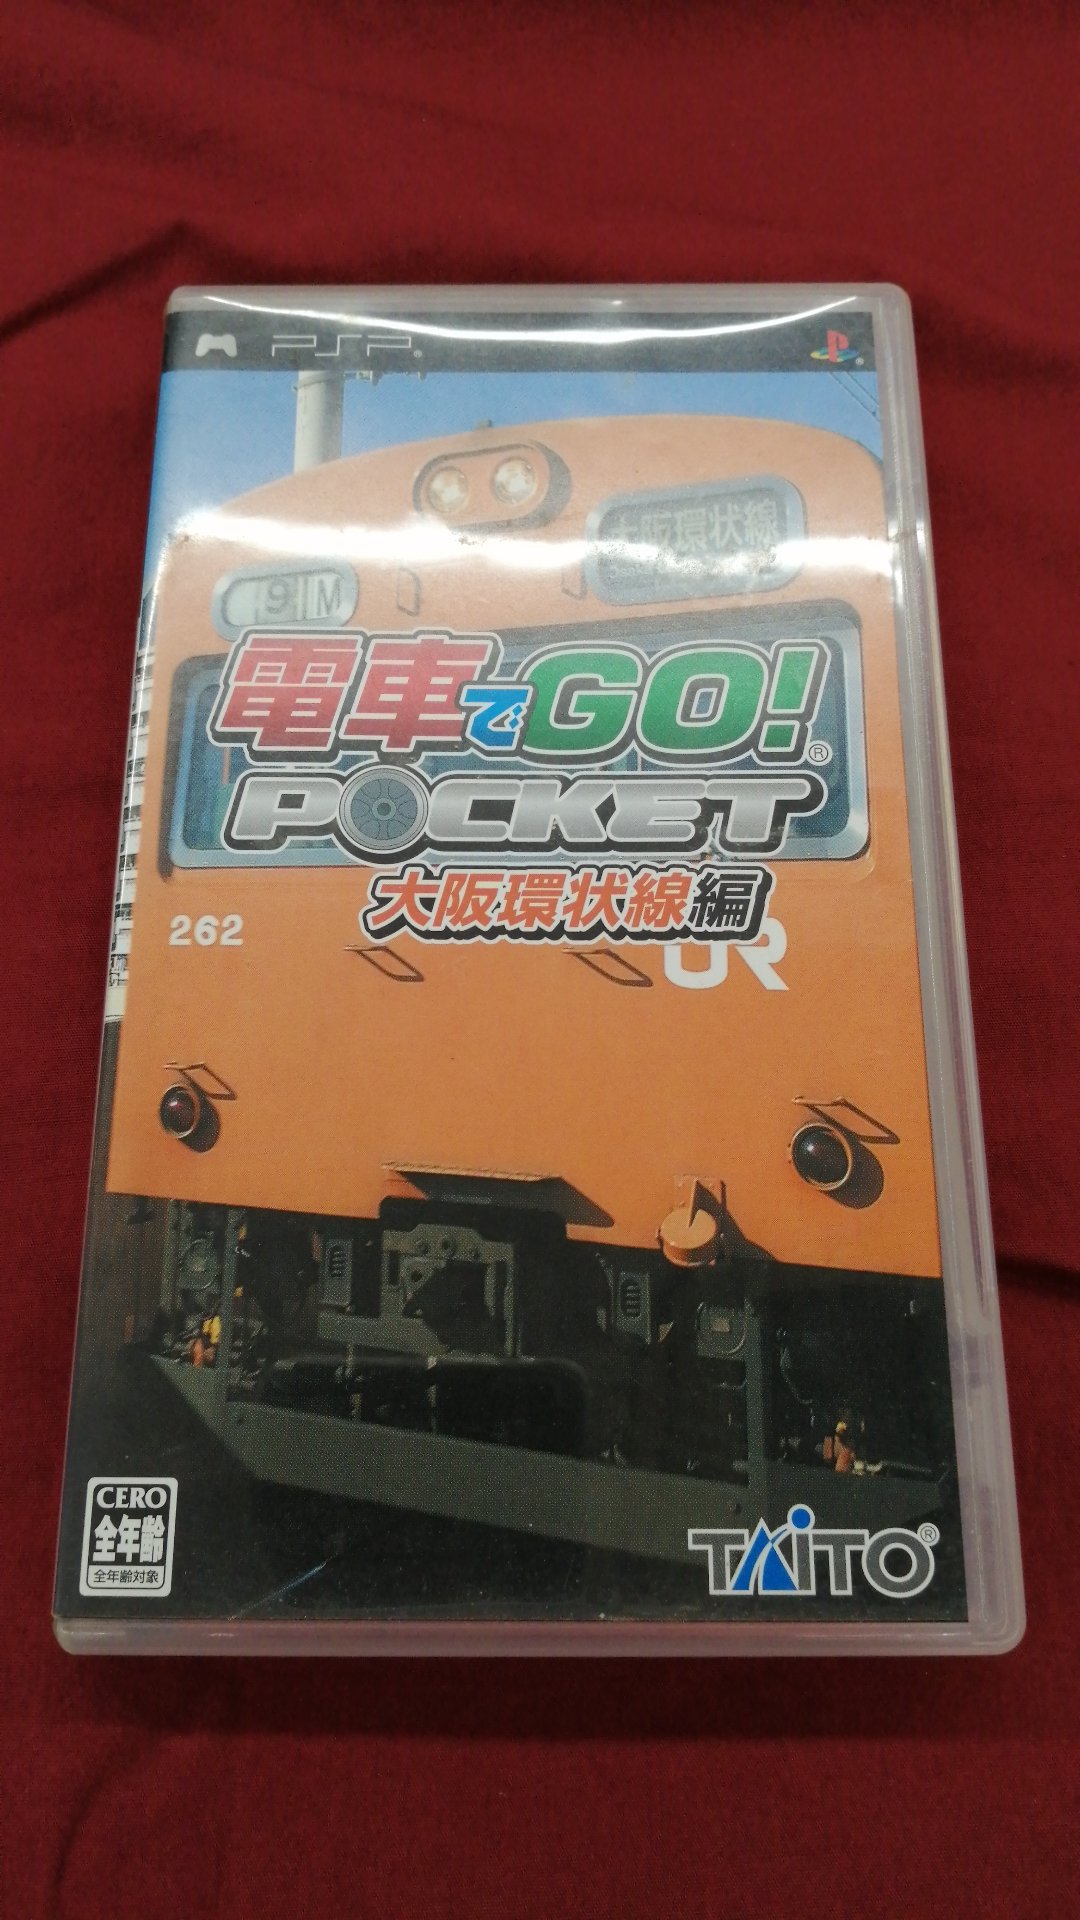 PSP®
大阪環状線
9 M
電車でGO!®
POCKET
大阪環状線編
262
JR
CERO
全年齢
全年齢対象
TAITO®